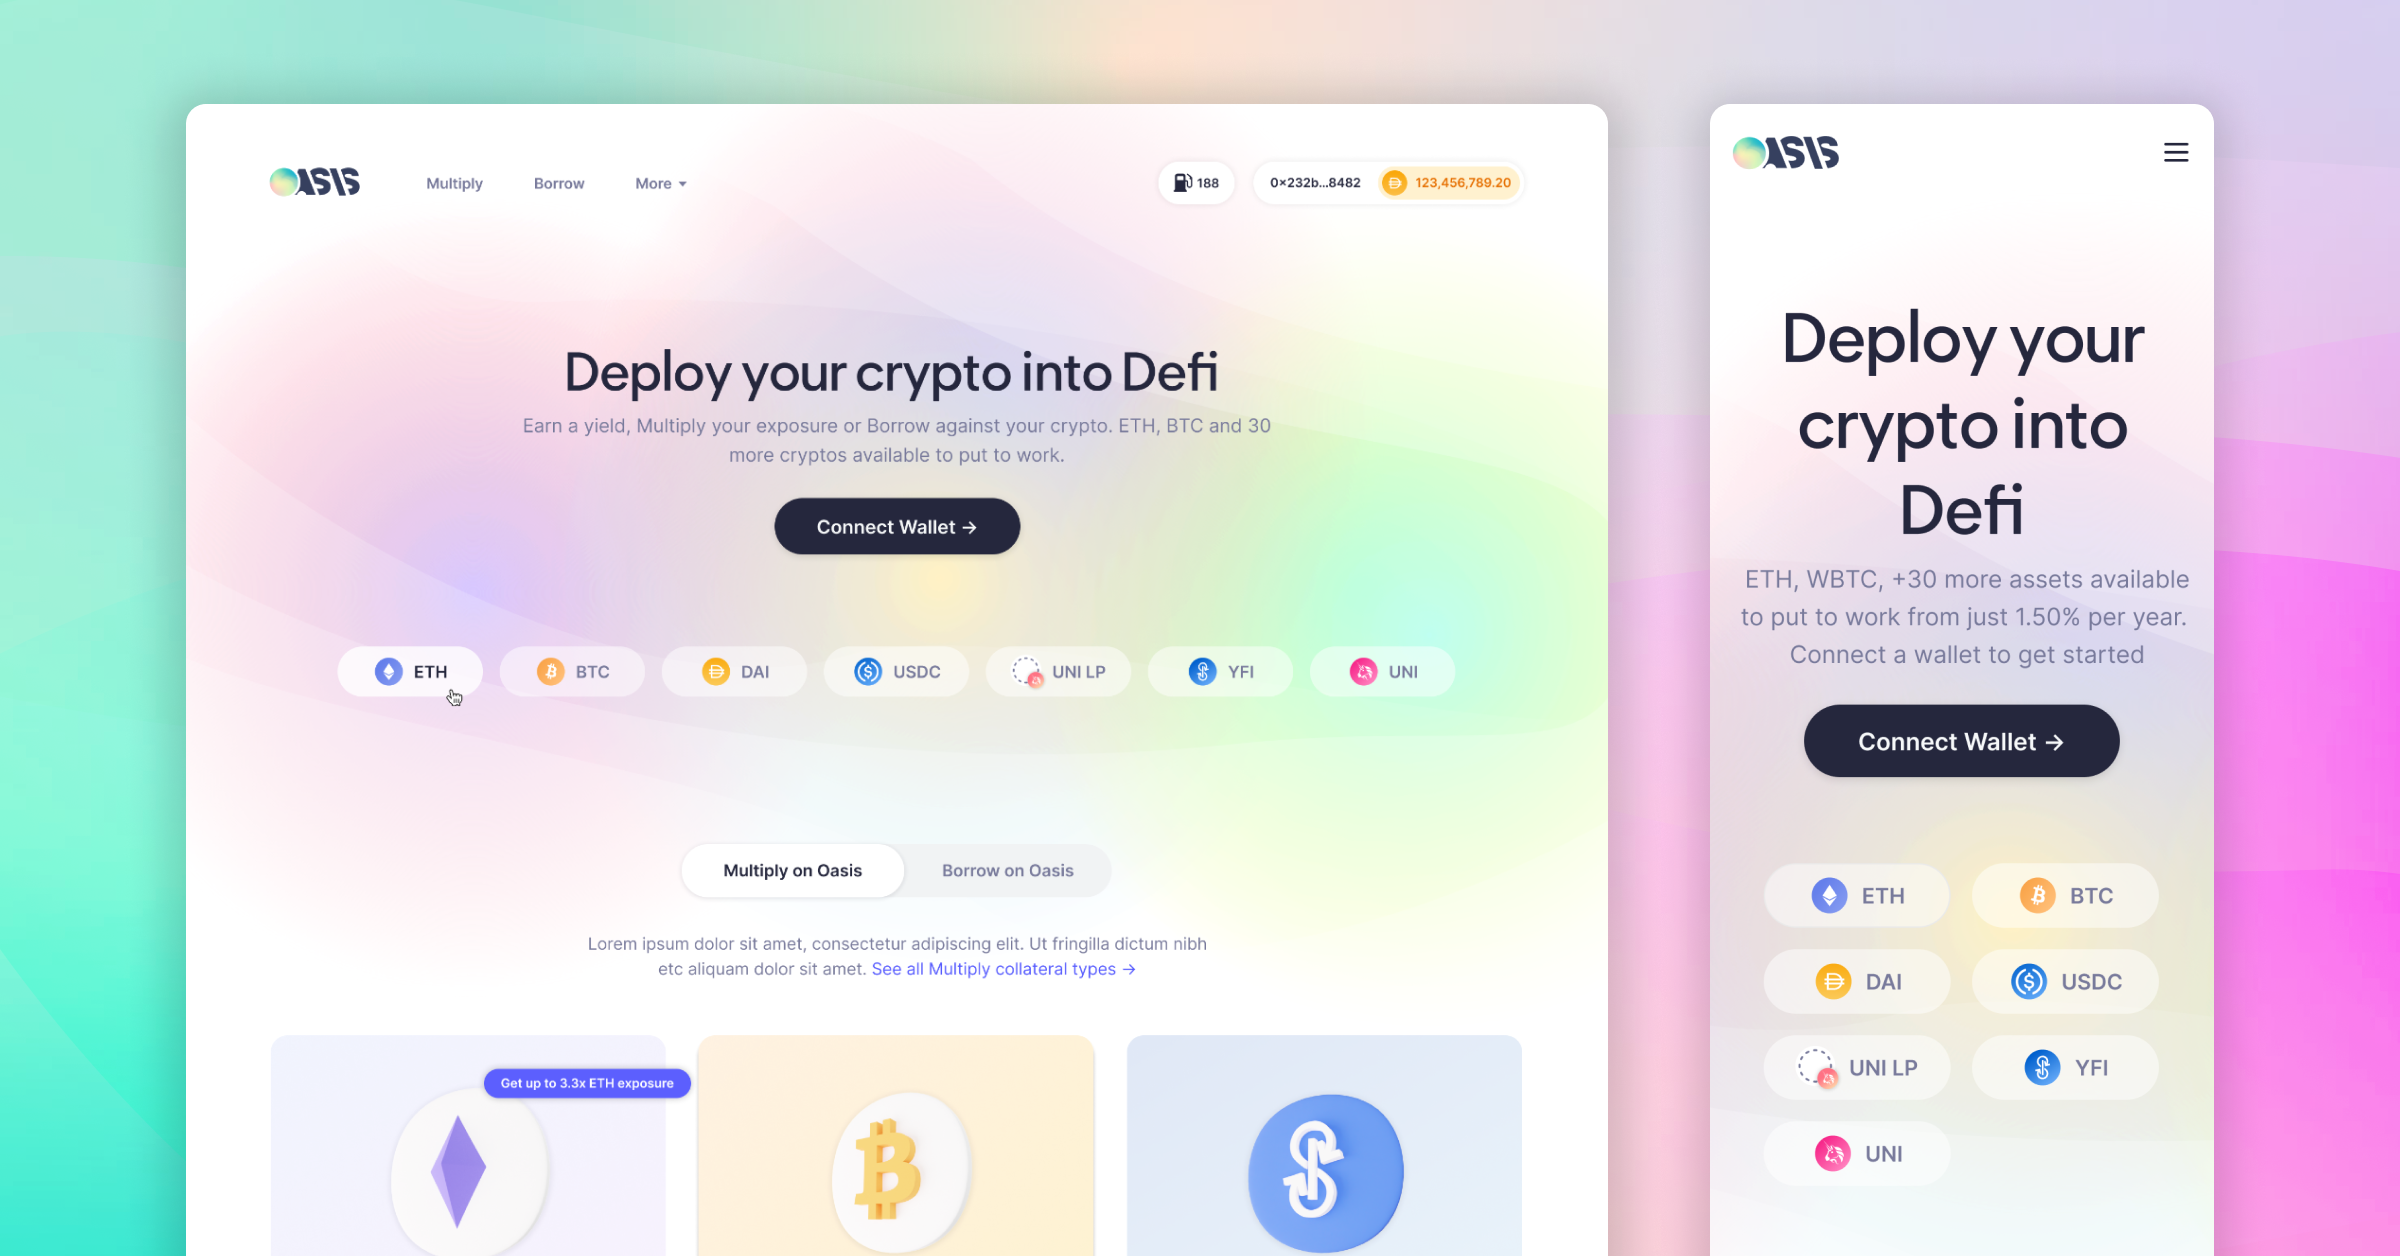 OASIS
Multiply
Borrow
More
188
0×232b...8482
123,456,789.20
Deploy your crypto into Defi
Earn a yield, Multiply your exposure or Borrow against your crypto. ETH, BTC and 30
more cryptos available to put to work.
Connect Wallet →
ETH
BTC
DAI
USDC
UNI LP
YFI
UNI
Multiply on Oasis
Borrow on Oasis
Lorem ipsum dolor sit amet, consectetur adipiscing elit. Ut fringilla dictum nibh
etc aliquam dolor sit amet. See all Multiply collateral types →
Get up to 3.3x ETH exposure
OASIS
Deploy your
crypto into
Defi
ETH, WBTC, +30 more assets available
to put to work from just 1.50% per year.
Connect a wallet to get started
Connect Wallet →
ETH
BTC
DAI
USDC
UNI LP
YFI
UNI